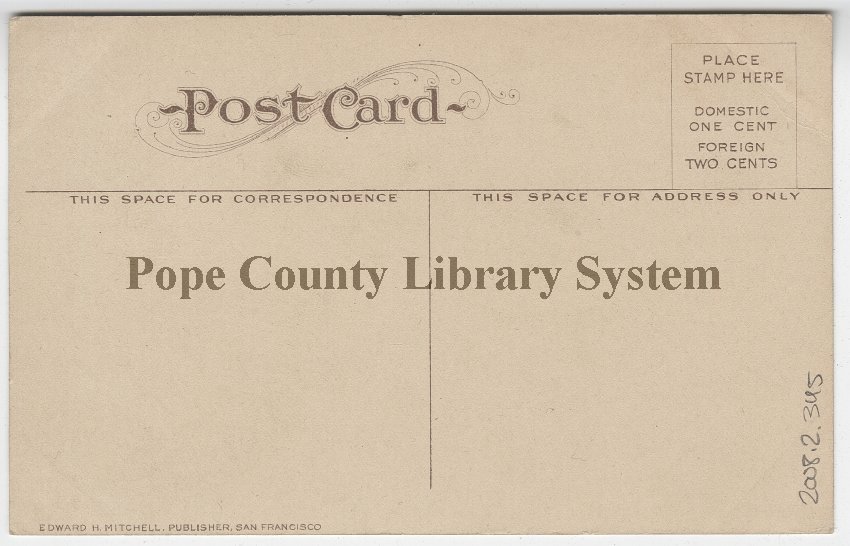 Post Card
PLACE
STAMP HERE
DOMESTIC
ONE CENT
FOREIGN
TWO CENTS
THIS SPACE FOR CORRESPONDENCE
THIS SPACE FOR ADDRESS ONLY
Pope County Library System
2008.2.345
EDWARD H. MITCHELL, PUBLISHER, SAN FRANCISCO